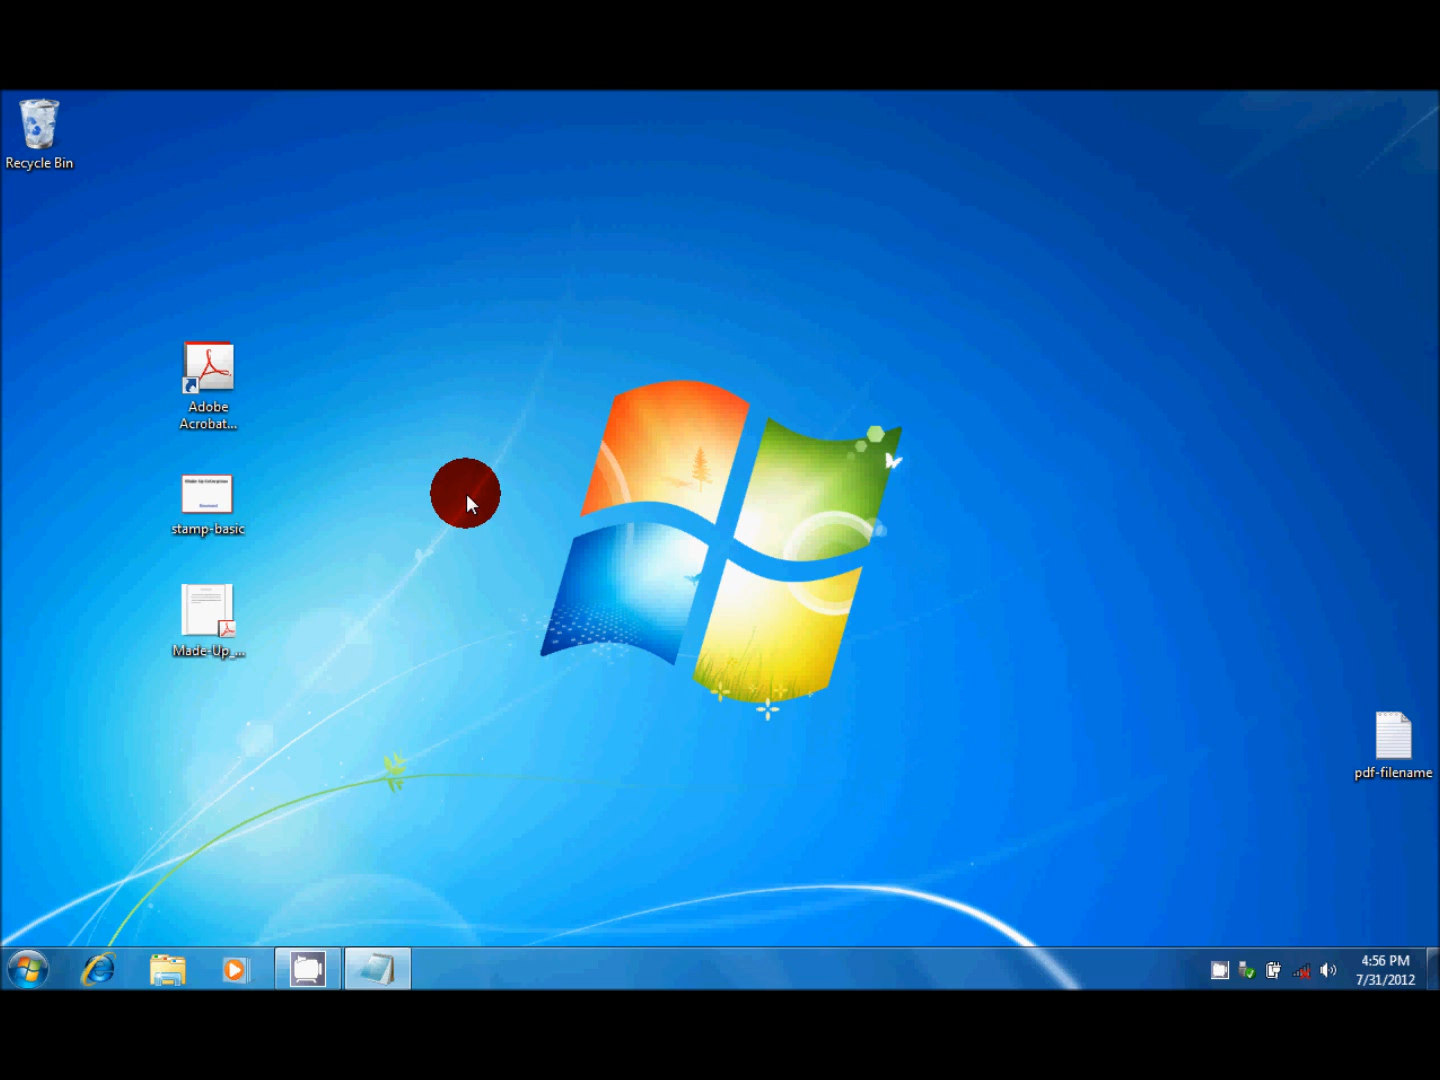 Recycle Bin
Adobe
Acrobat...
stamp-basic
Made-Up_...
pdf-filename
4:56 PM
7/31/2012